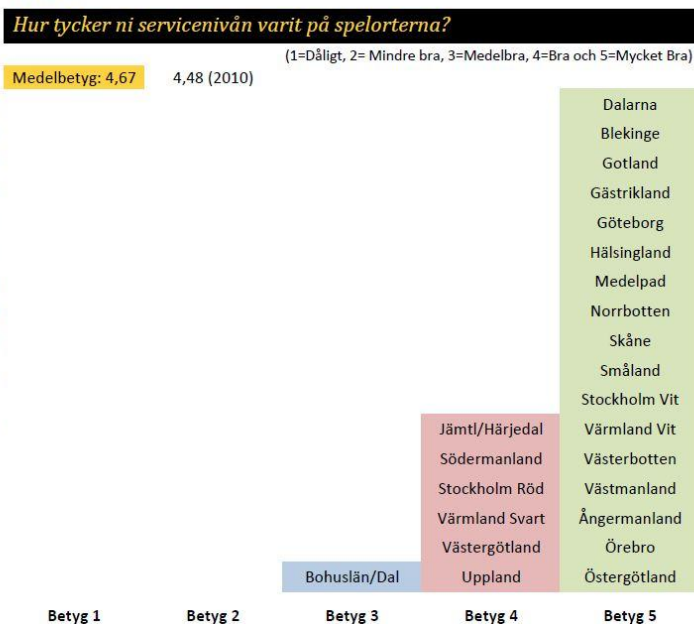 Hur tycker ni servicenivån varit på spelorterna?
(1=Dåligt, 2= Mindre bra, 3=Medelbra, 4=Bra och 5=Mycket Bra)
Medelbetyg: 4,67 4,48 (2010)
Dalarna
Blekinge
Gotland
Gästrikland
Göteborg
Hälsingland
Medelpad
Norrbotten
Skåne
Småland
Stockholm Vit
Jämtl/Härjedal Värmland Vit
Södermanland Västerbotten
Stockholm Röd Västmanland
Värmland Svart Ångermanland
Västergötland Örebro
Bohuslän/Dal Uppland Östergötland
Betyg 1 Betyg 2 Betyg 3 Betyg 4 Betyg 5